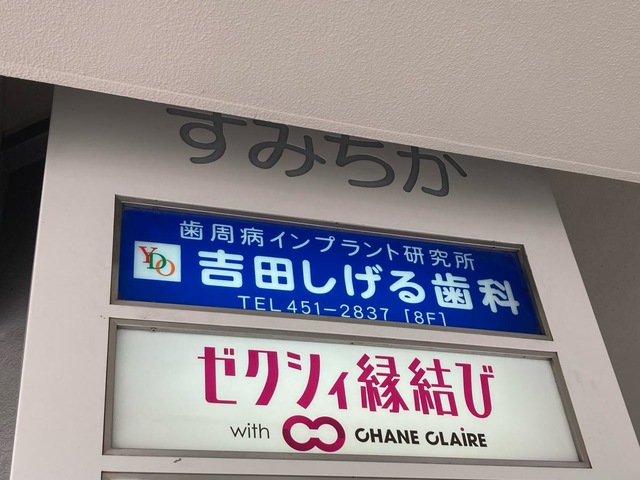 すみちか
歯周病インプラント研究所
YDO 吉田しげる歯科
TEL 451-2837 [8F]
ゼクシィ縁結び
with CHANE CLAIRE